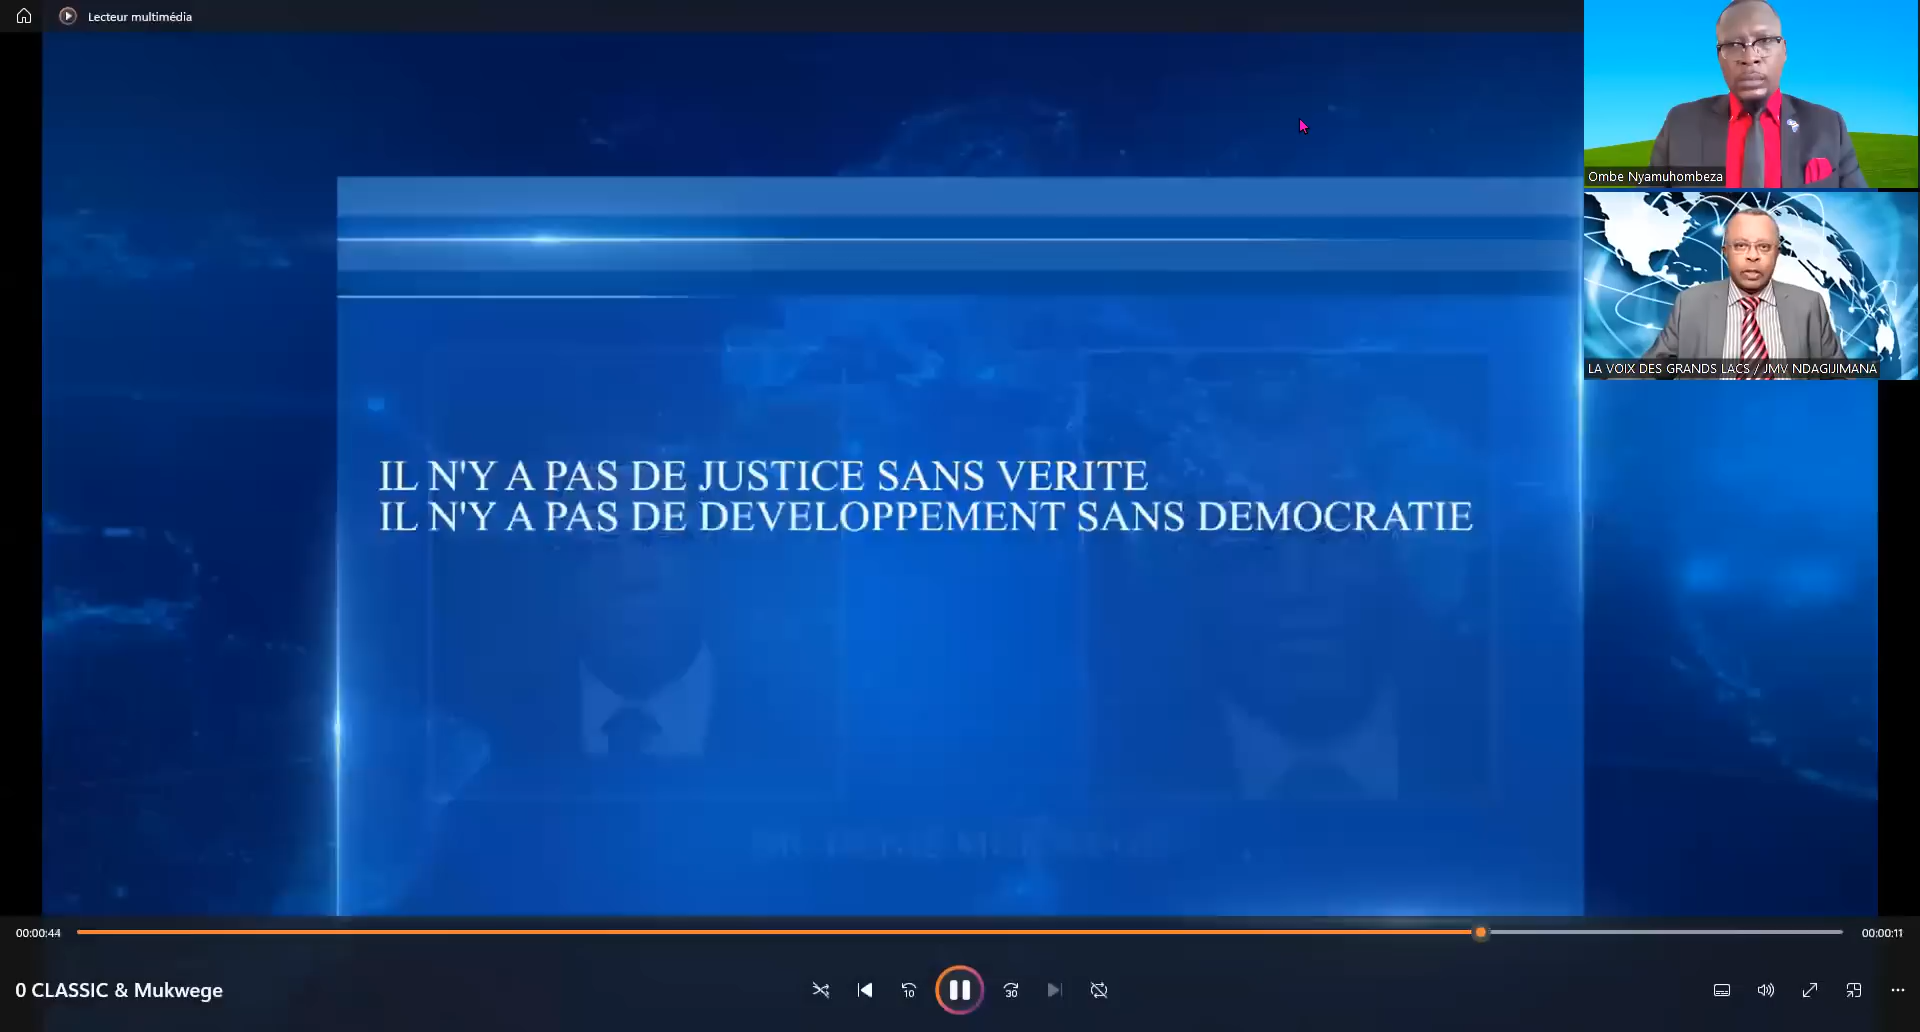 Lecteur multimédia
Ombe Nyamuhombeza
LA VOIX DES GRANDS LACS / JMV NDAGIJIMANA
IL N'Y A PAS DE JUSTICE SANS VERITE
IL N'Y A PAS DE DEVELOPPEMENT SANS DEMOCRATIE
00:00:44
00:00:11
0 CLASSIC & Mukwege
10
30